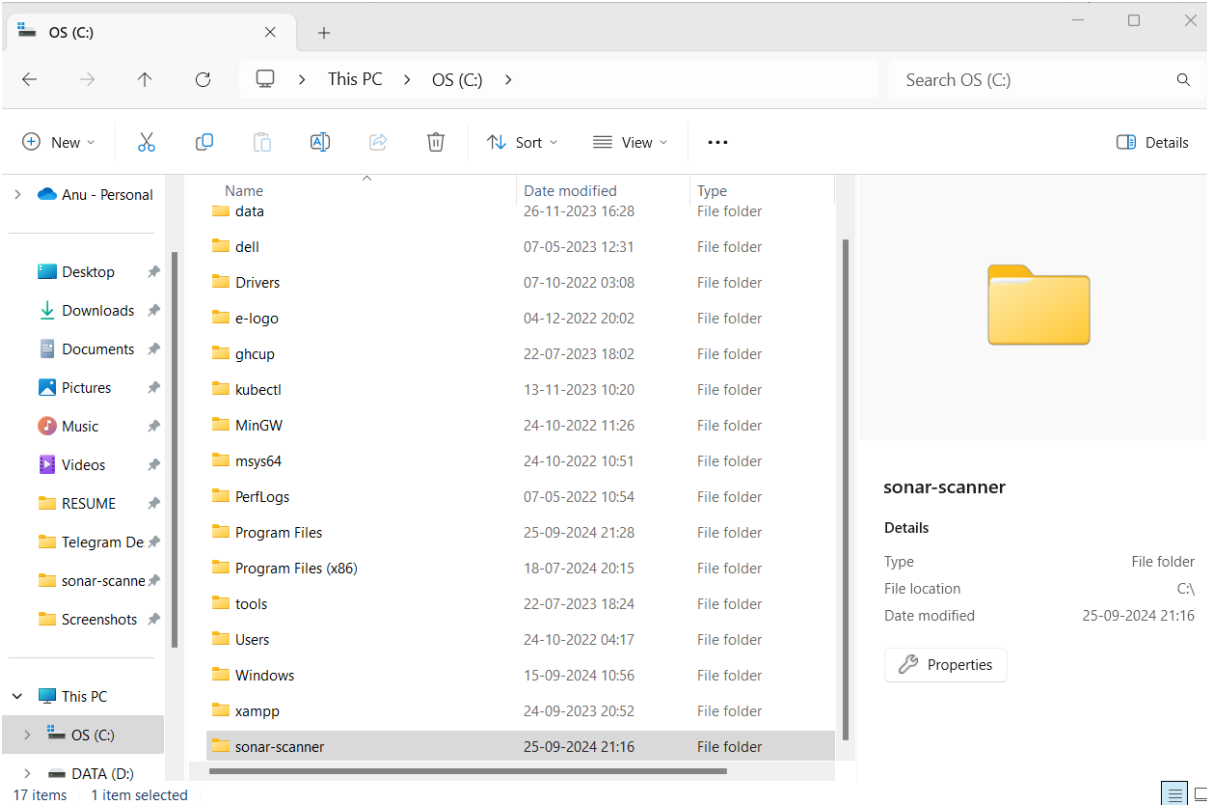 OS (C:)
This PC
OS (C:)
Search OS (C:)
New
Sort
View
Details
Anu - Personal
Desktop
Downloads
Documents
Pictures
Music
Videos
RESUME
Telegram De
sonar-scanne
Screenshots
This PC
OS (C:)
DATA (D:)
Name Date modified Type
data 26-11-2023 16:28 File folder
dell 07-05-2023 12:31 File folder
Drivers 07-10-2022 03:08 File folder
e-logo 04-12-2022 20:02 File folder
ghcup 22-07-2023 18:02 File folder
kubectl 13-11-2023 10:20 File folder
MinGW 24-10-2022 11:26 File folder
msys64 24-10-2022 10:51 File folder
PerfLogs 07-05-2022 10:54 File folder
Program Files 25-09-2024 21:28 File folder
Program Files (x86) 18-07-2024 20:15 File folder
tools 22-07-2023 18:24 File folder
Users 24-10-2022 04:17 File folder
Windows 15-09-2024 10:56 File folder
xampp 24-09-2023 20:52 File folder
sonar-scanner 25-09-2024 21:16 File folder
sonar-scanner
Details
Type File folder
File location C:\
Date modified 25-09-2024 21:16
Properties
17 items 1 item selected